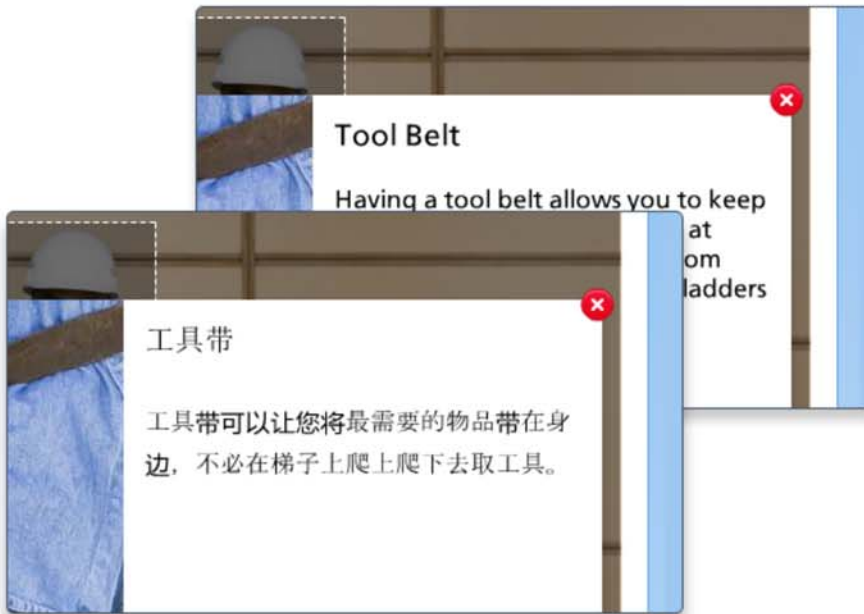 Tool Belt
Having a tool belt allows you to keep
at
om
ladders
工具带
工具带可以让您将最需要的物品带在身
边，不必在梯子上爬上爬下去取工具。